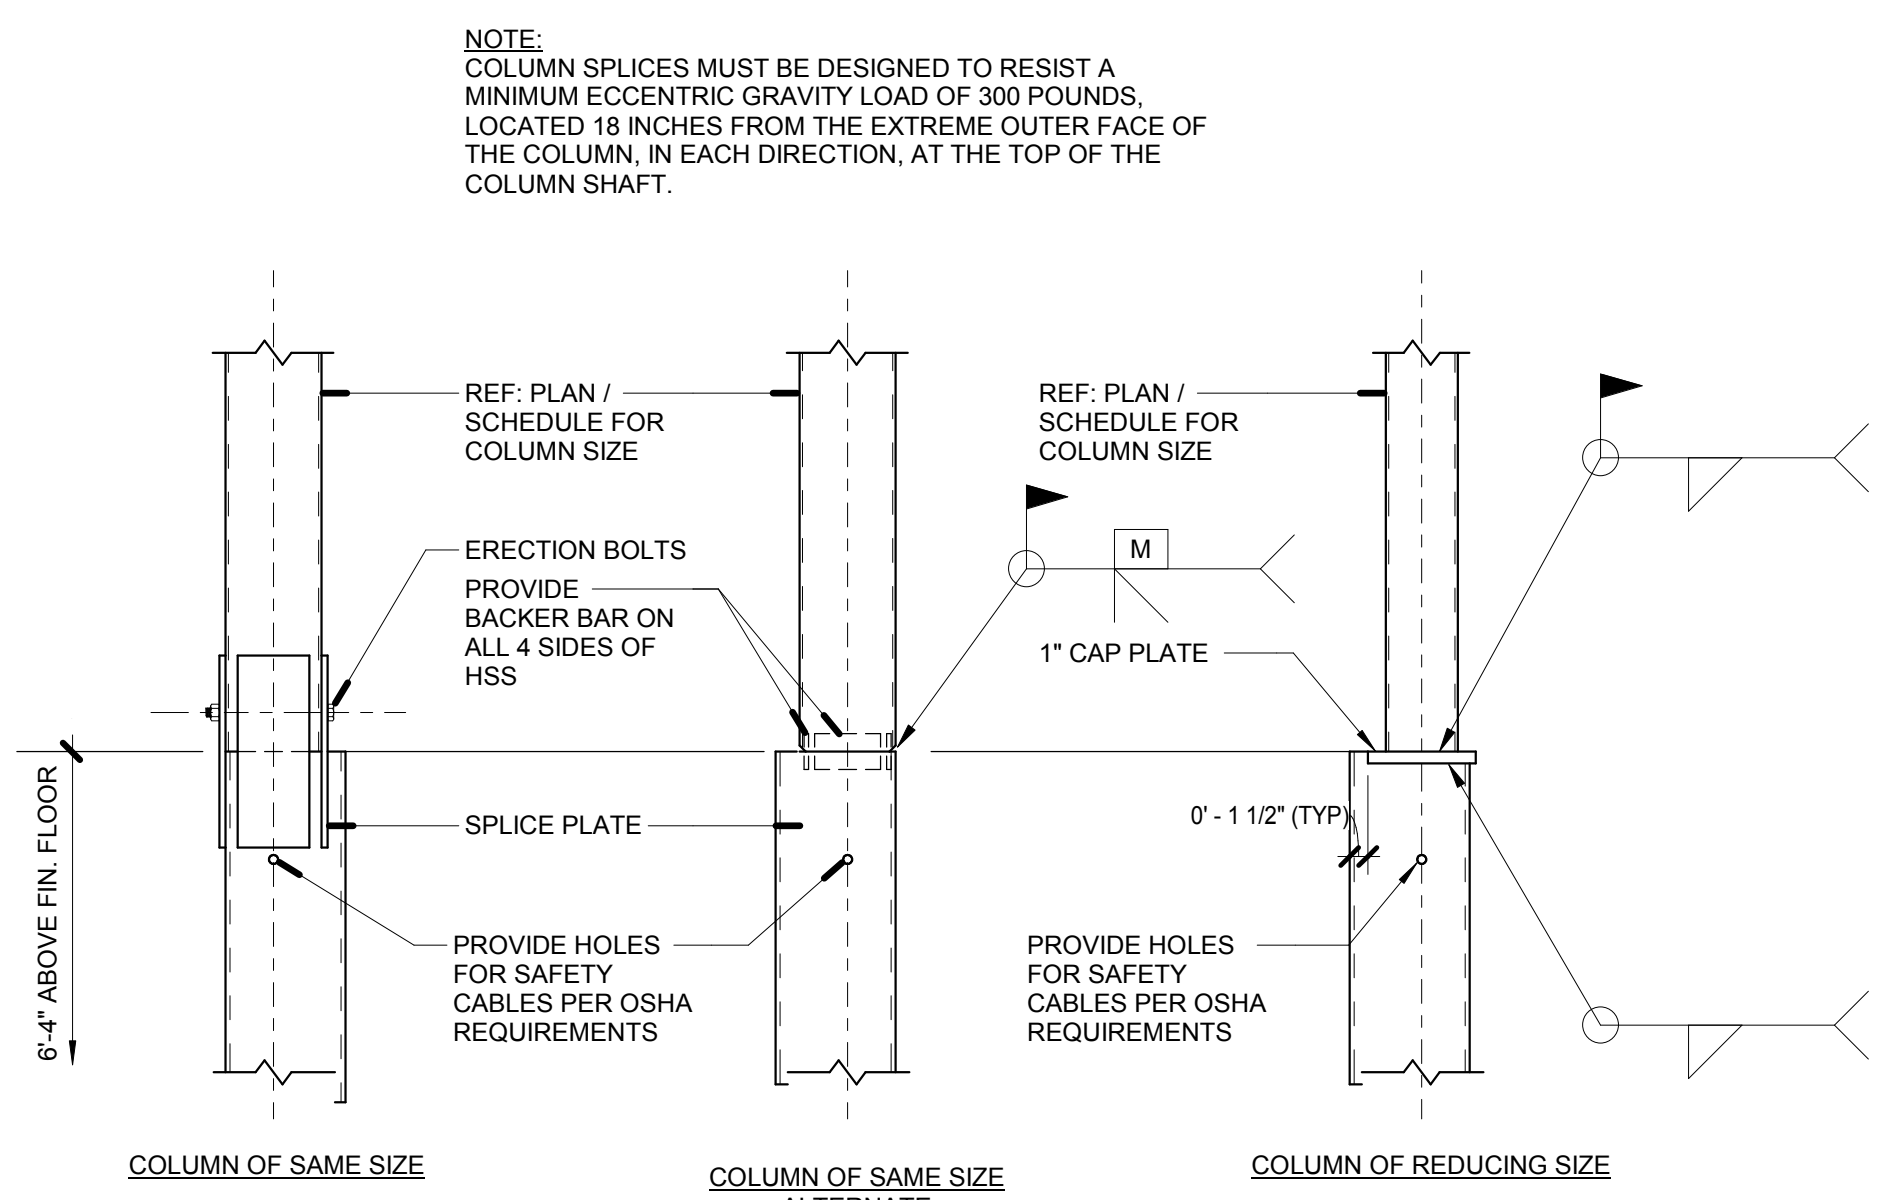 NOTE:
COLUMN SPLICES MUST BE DESIGNED TO RESIST A
MINIMUM ECCENTRIC GRAVITY LOAD OF 300 POUNDS,
LOCATED 18 INCHES FROM THE EXTREME OUTER FACE OF
THE COLUMN, IN EACH DIRECTION, AT THE TOP OF THE
COLUMN SHAFT.
REF: PLAN /
SCHEDULE FOR
COLUMN SIZE
REF: PLAN /
SCHEDULE FOR
COLUMN SIZE
ERECTION BOLTS
PROVIDE
BACKER BAR ON
ALL 4 SIDES OF
HSS
M
1" CAP PLATE
6'-4" ABOVE FIN. FLOOR
SPLICE PLATE
0' - 1 1/2" (TYP)
PROVIDE HOLES
FOR SAFETY
CABLES PER OSHA
REQUIREMENTS
PROVIDE HOLES
FOR SAFETY
CABLES PER OSHA
REQUIREMENTS
COLUMN OF SAME SIZE
COLUMN OF SAME SIZE
ALTERNATE
COLUMN OF REDUCING SIZE